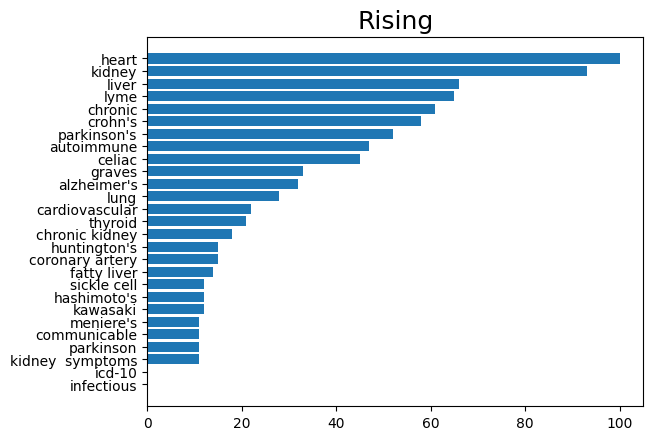 Rising
heart
kidney
liver
lyme
chronic
crohn's
parkinson's
autoimmune
celiac
graves
alzheimer's
lung
cardiovascular
thyroid
chronic kidney
huntington's
coronary artery
fatty liver
sickle cell
hashimoto's
kawasaki
meniere's
communicable
parkinson
kidney  symptoms
icd-10
infectious
0 20 40 60 80 100